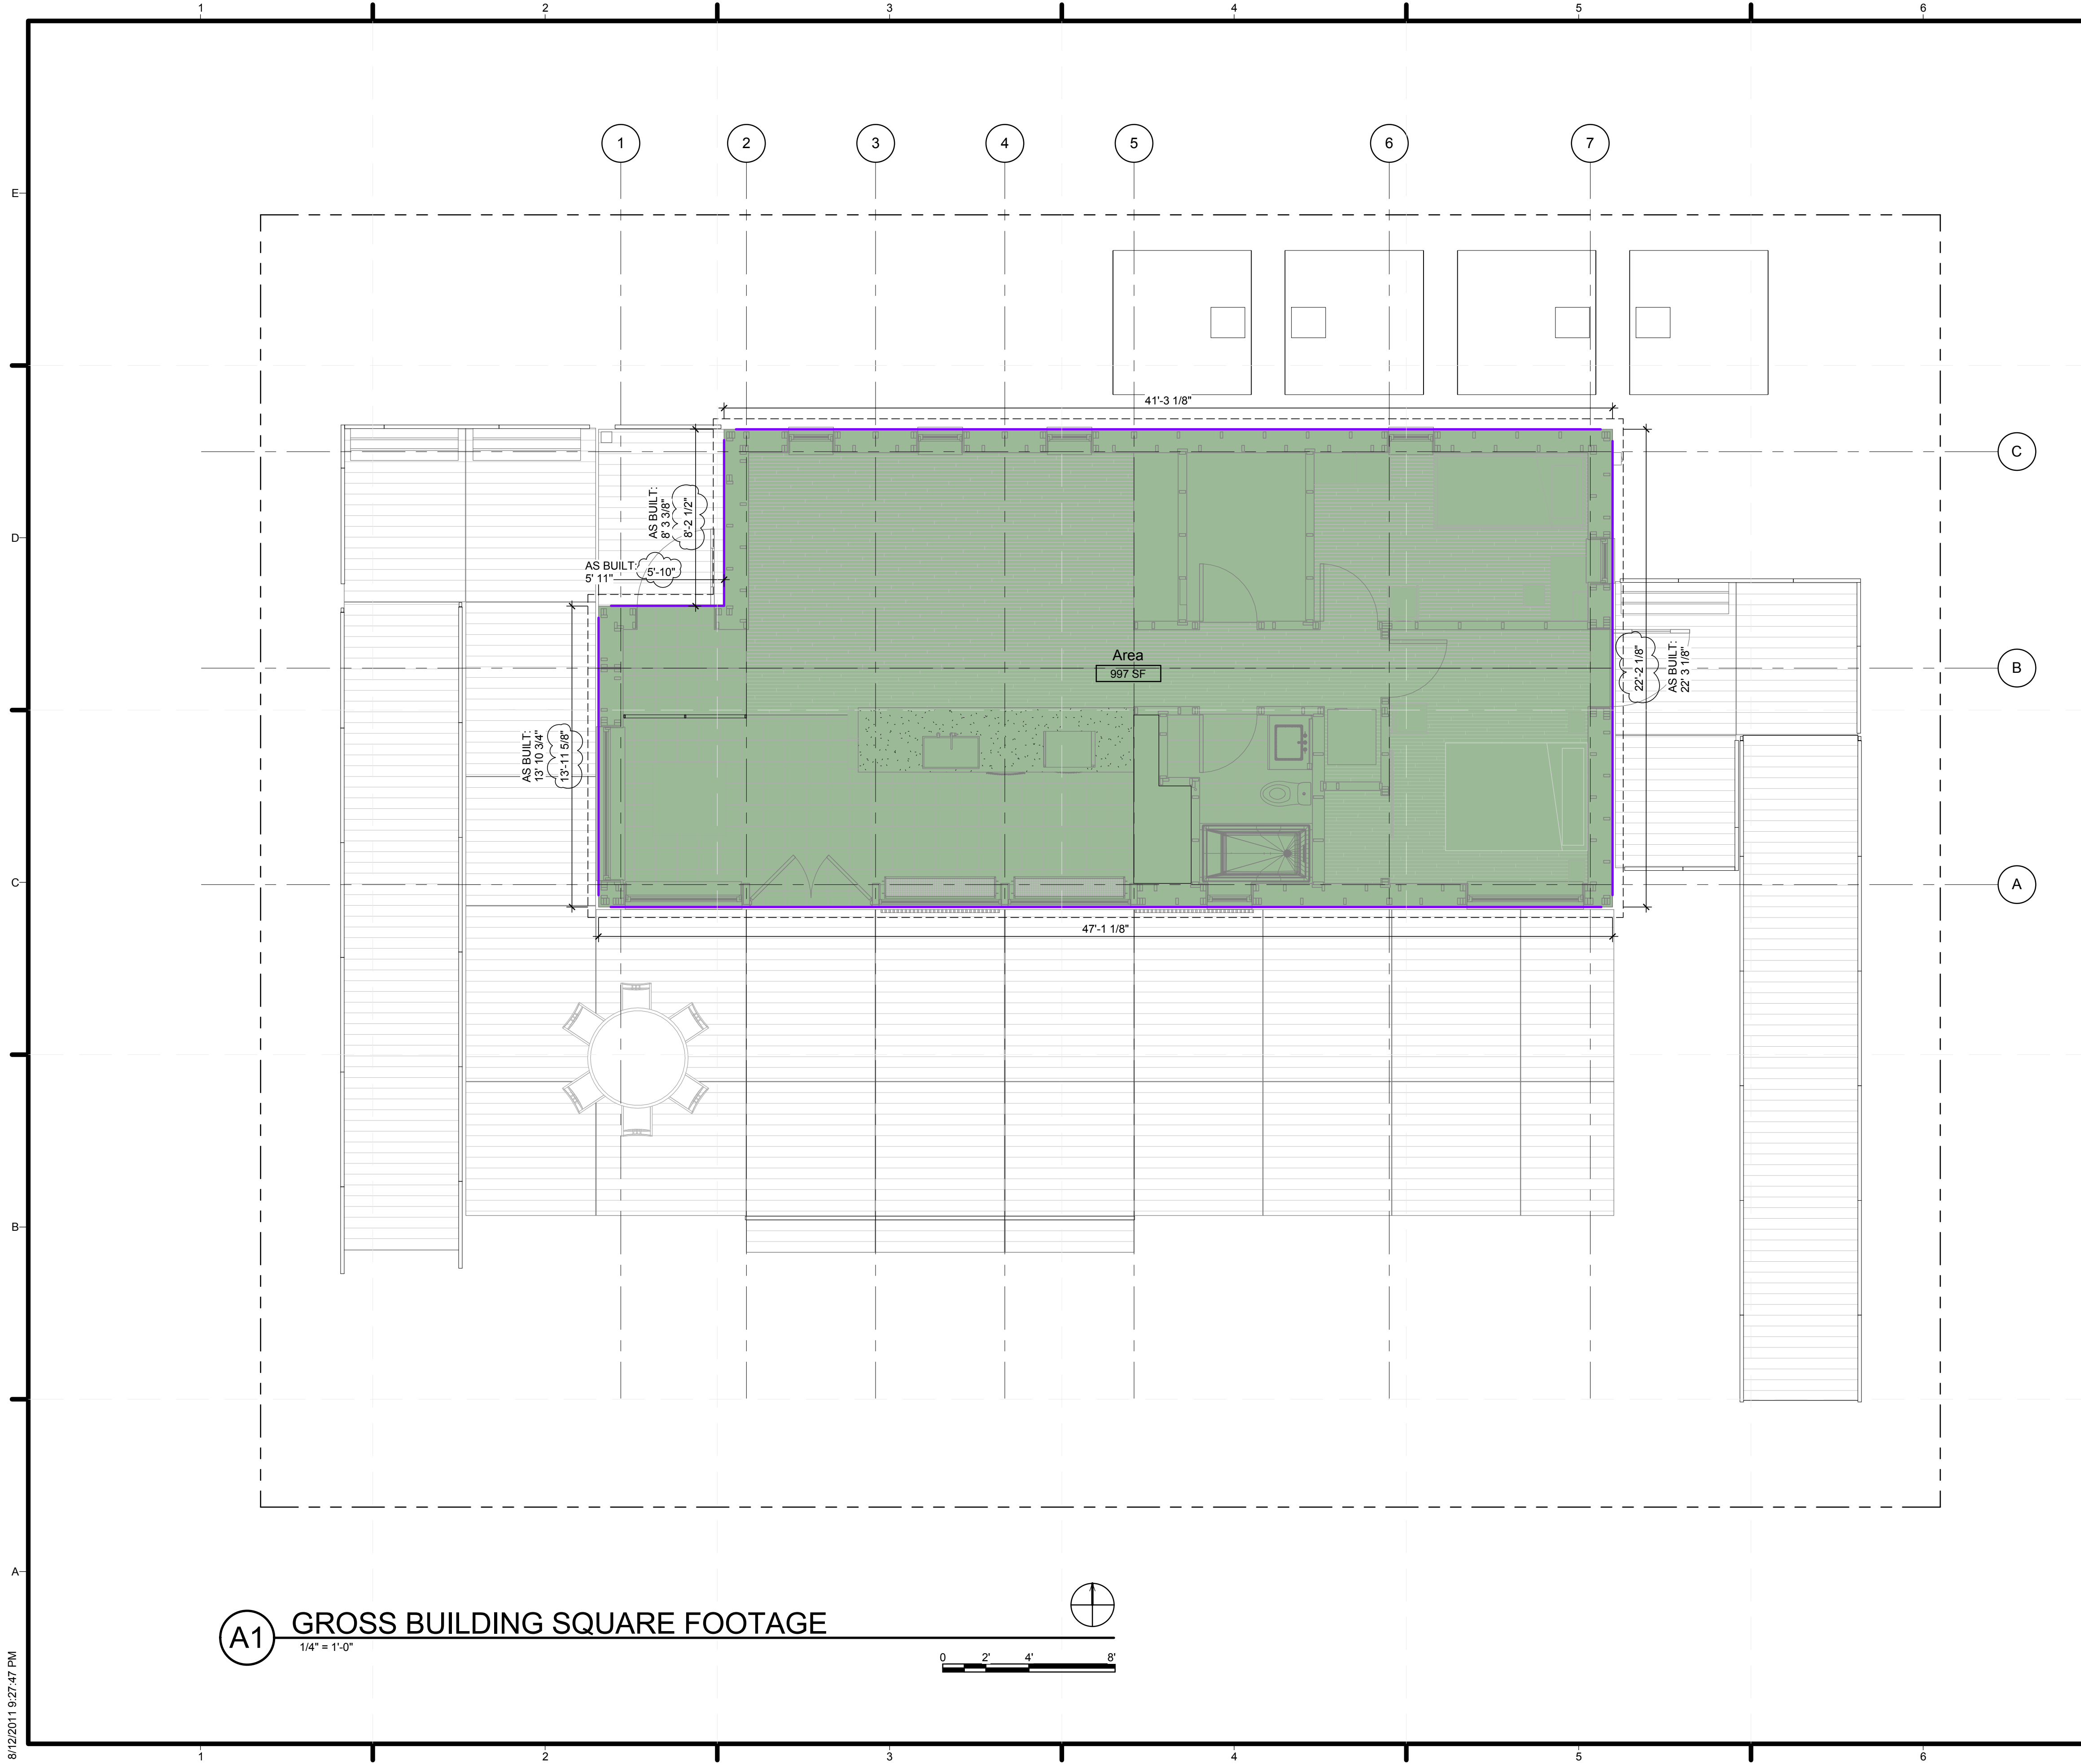 1 2 3 4 5 6
1 2 3 4 5 6 7
E
41'-3 1/8"
C
AS BUILT:
8' 3 3/8"
8'-2 1/2"
D
AS BUILT:
5' 11"
5'-10"
Area
997 SF
22'-2 1/8"
AS BUILT:
22' 3 1/8"
B
AS BUILT:
13' 10 3/4"
13'-11 5/8"
C
A
47'-1 1/8"
B
A
A1
GROSS BUILDING SQUARE FOOTAGE
1/4" = 1'-0"
0 2' 4' 8'
8/12/2011 9:27:47 PM
1 2 3 4 5 6